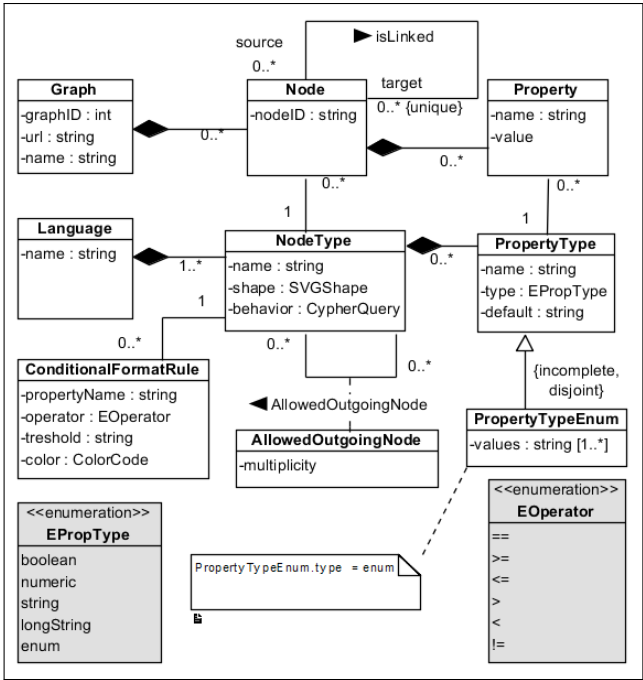 source
0..*
isLinked
target
0..* {unique}
Graph
-graphID : int
-url : string
-name : string
0..*
Node
-nodeID : string
0..*
Property
-name : string
-value
0..*
1
0..*
1
Language
-name : string
1..*
NodeType
-name : string
-shape : SVGShape
-behavior : CypherQuery
0..*
PropertyType
-name : string
-type : EPropType
-default : string
1
0..*
0..*
0..*
ConditionalFormatRule
-propertyName : string
-operator : EOperator
-treshold : string
-color : ColorCode
AllowedOutgoingNode
AllowedOutgoingNode
-multiplicity
{incomplete,
disjoint}
PropertyTypeEnum
-values : string [1..*]
<<enumeration>>
EPropType
boolean
numeric
string
longString
enum
PropertyTypeEnum.type = enum
<<enumeration>>
EOperator
==
>=
<=
>
<
!=